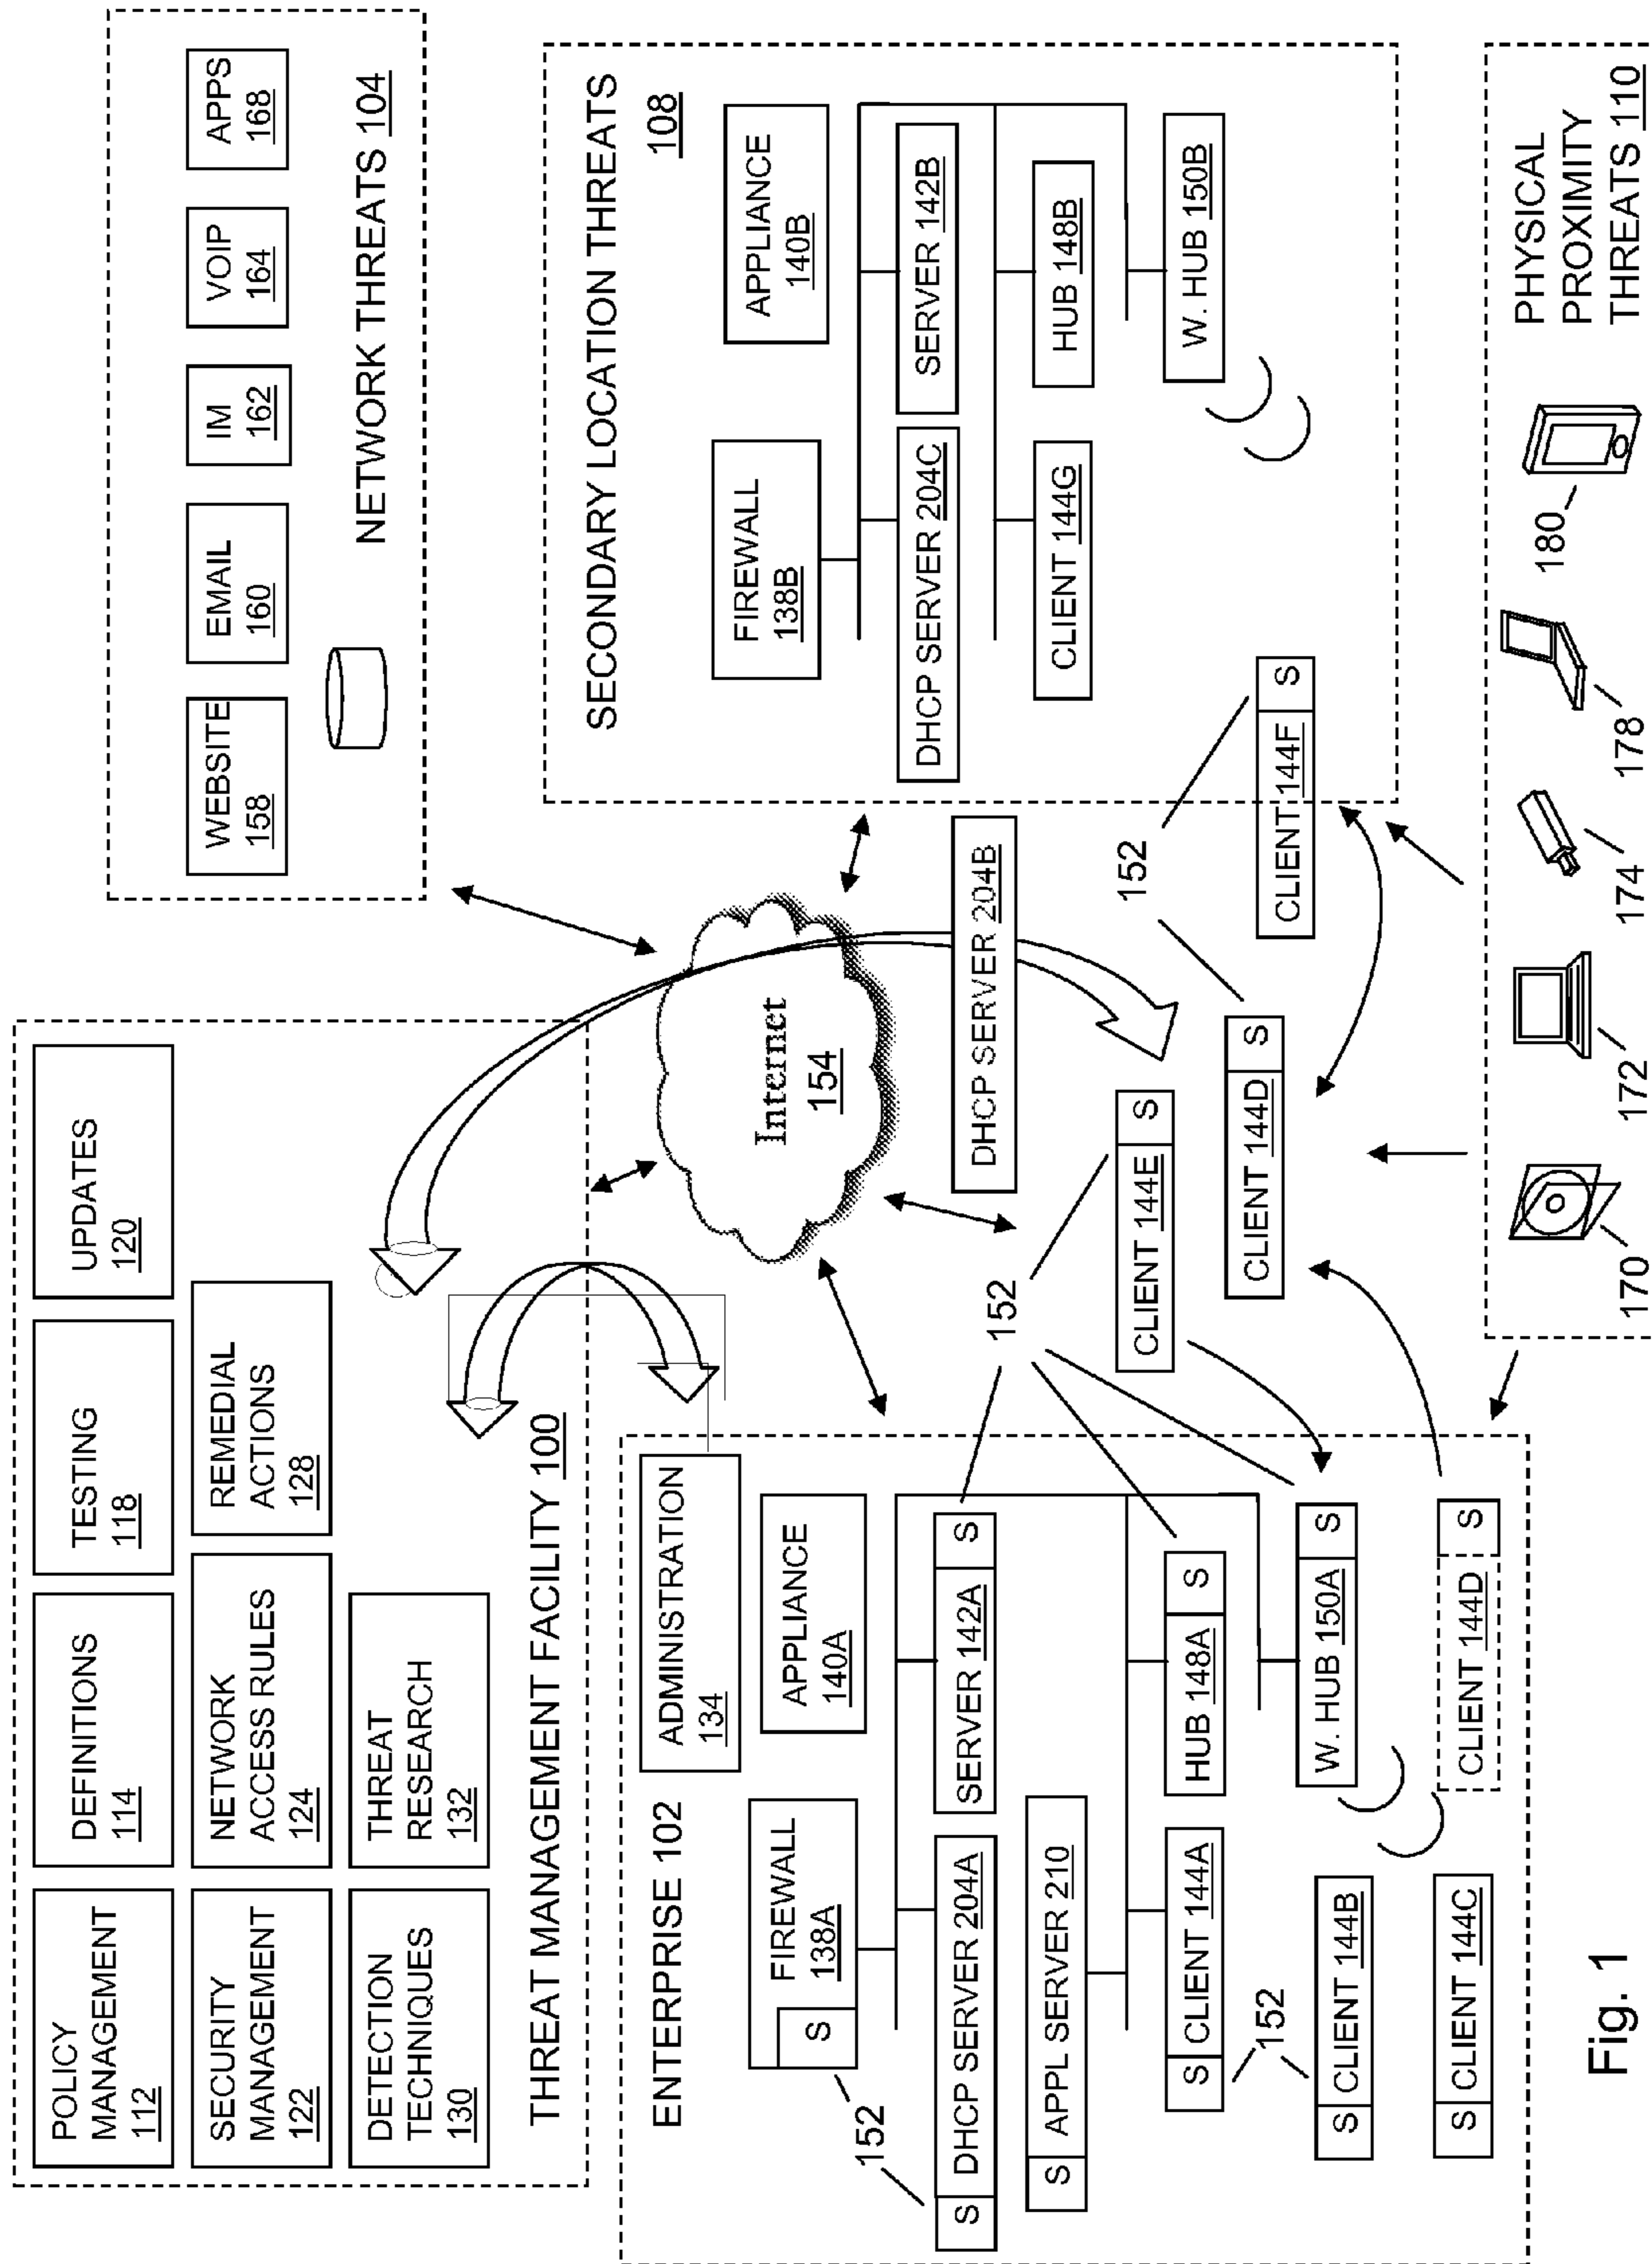 POLICY
MANAGEMENT
112
DEFINITIONS
114
TESTING
118
UPDATES
120
SECURITY
MANAGEMENT
122
NETWORK
ACCESS RULES
124
REMEDIAL
ACTIONS
128
DETECTION
TECHNIQUES
130
THREAT
RESEARCH
132
THREAT MANAGEMENT FACILITY 100
WEBSITE
158
EMAIL
160
IM
162
VOIP
164
APPS
168
NETWORK THREATS 104
ENTERPRISE 102
ADMINISTRATION
134
FIREWALL
138A
S
APPLIANCE
140A
152
S DHCP SERVER 204A
SERVER 142A S
S APPL SERVER 210
S CLIENT 144A
HUB 148A S
152
S CLIENT 144B
W. HUB 150A S
S CLIENT 144C
CLIENT 144D S
Internet
154
DHCP SERVER 204B
152
CLIENT 144E S
CLIENT 144D S
152
CLIENT 144F S
SECONDARY LOCATION THREATS
108
FIREWALL
138B
APPLIANCE
140B
DHCP SERVER 204C
SERVER 142B
CLIENT 144G
HUB 148B
W. HUB 150B
PHYSICAL
PROXIMITY
THREATS 110
170
172
174
178
180
Fig. 1